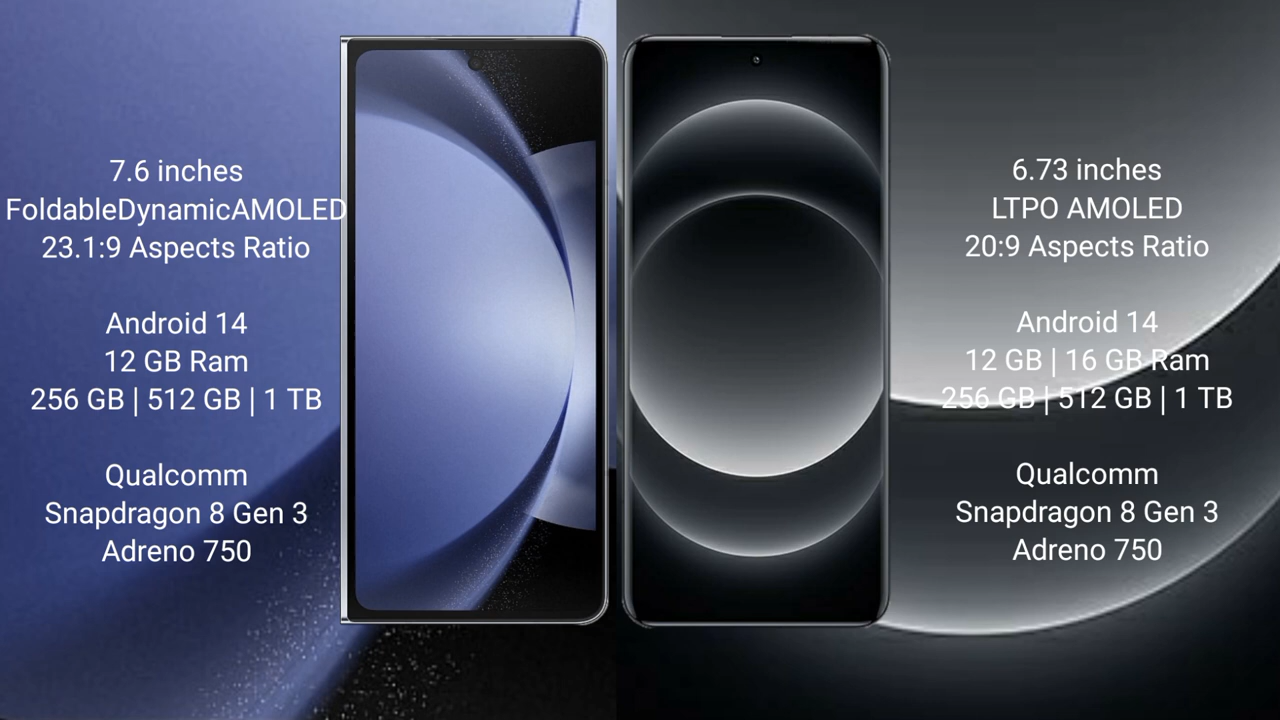 7.6 inches
FoldableDynamicAMOLED
23.1:9 Aspects Ratio
Android 14
12 GB Ram
256 GB | 512 GB | 1 TB
Qualcomm
Snapdragon 8 Gen 3
Adreno 750
6.73 inches
LTPO AMOLED
20:9 Aspects Ratio
Android 14
12 GB | 16 GB Ram
256 GB | 512 GB | 1 TB
Qualcomm
Snapdragon 8 Gen 3
Adreno 750